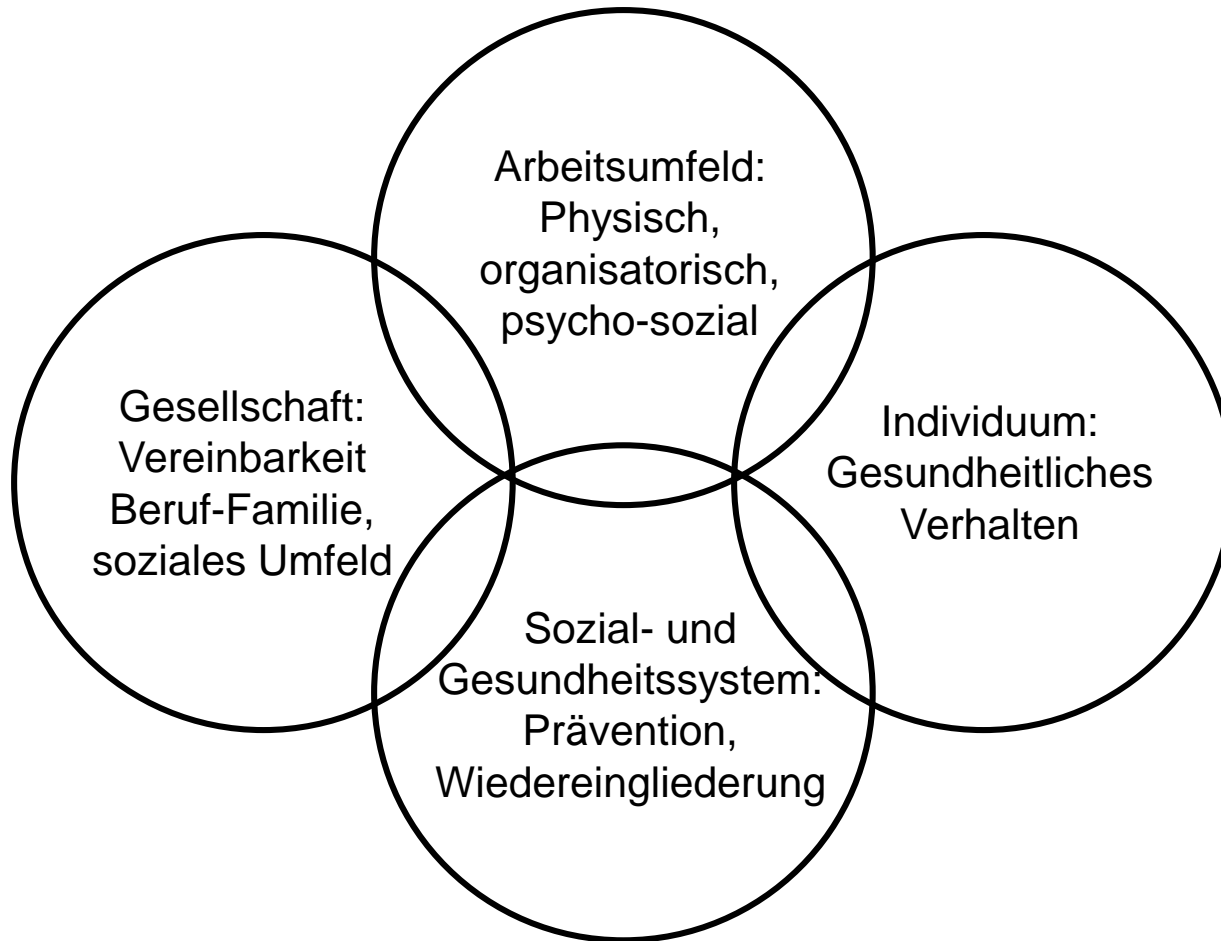 Arbeitsumfeld:
Physisch,
organisatorisch,
psycho-sozial
Gesellschaft:
Vereinbarkeit
Beruf-Familie,
soziales Umfeld
Individuum:
Gesundheitliches
Verhalten
Sozial- und
Gesundheitssystem:
Prävention,
Wiedereingliederung